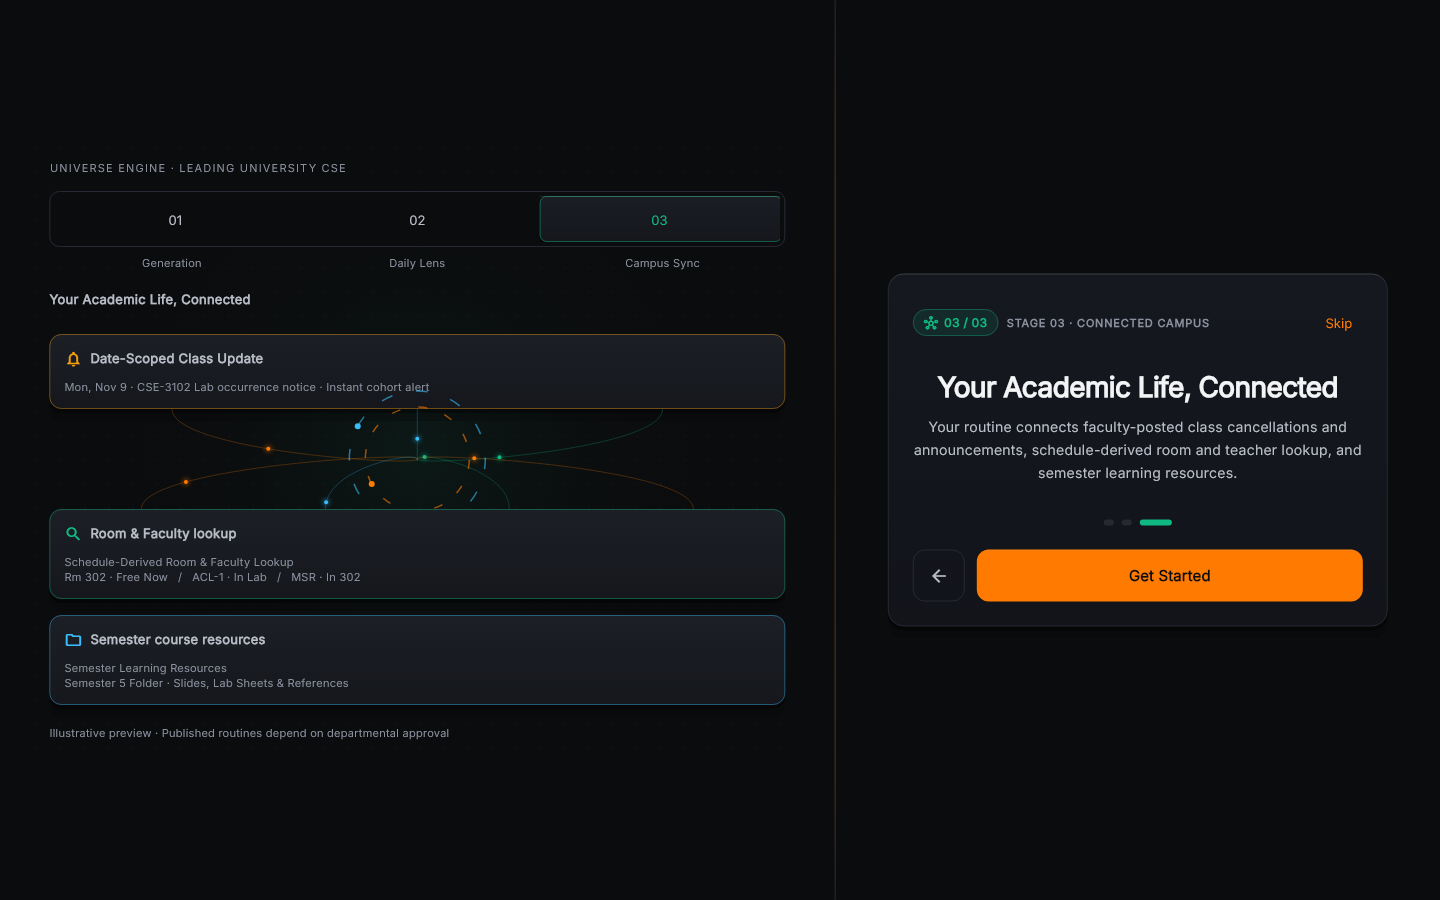 UNIVERSE ENGINE · LEADING UNIVERSITY CSE
01
02
03
Generation
Daily Lens
Campus Sync
Your Academic Life, Connected
Date-Scoped Class Update
Mon, Nov 9 · CSE-3102 Lab occurrence notice · Instant cohort alert
Room & Faculty lookup
Schedule-Derived Room & Faculty Lookup
Rm 302 · Free Now / ACL-1 · In Lab / MSR · In 302
Semester course resources
Semester Learning Resources
Semester 5 Folder · Slides, Lab Sheets & References
Illustrative preview · Published routines depend on departmental approval
03 / 03
STAGE 03 · CONNECTED CAMPUS
Skip
Your Academic Life, Connected
Your routine connects faculty-posted class cancellations and
announcements, schedule-derived room and teacher lookup, and
semester learning resources.
Get Started